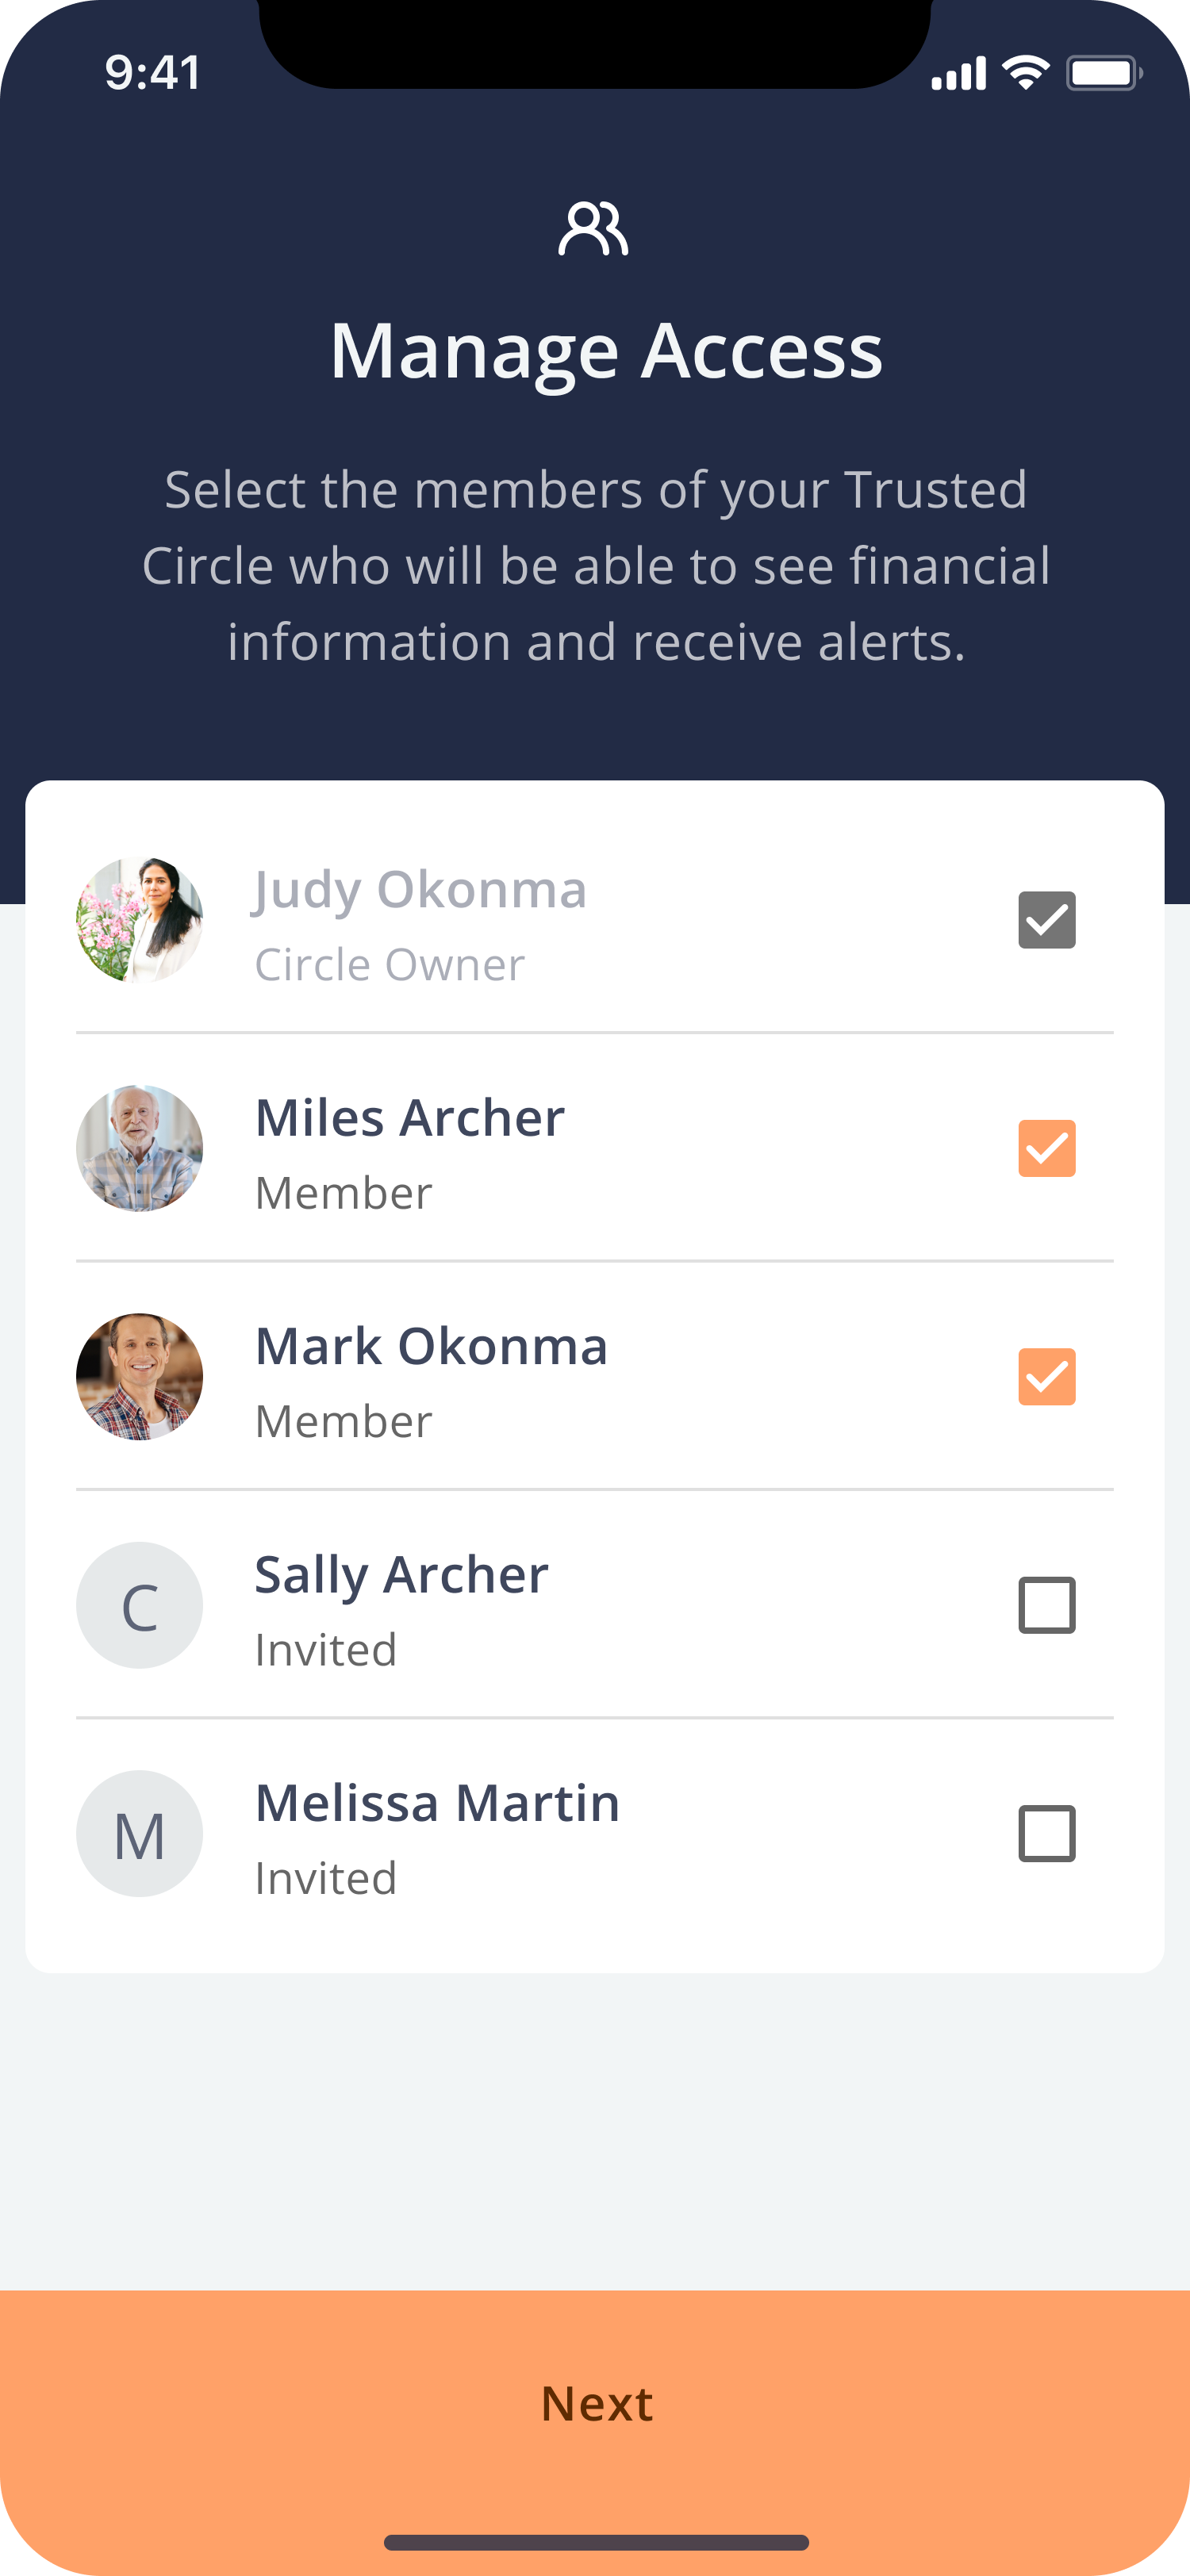 9:41
Manage Access
Select the members of your Trusted
Circle who will be able to see financial
information and receive alerts.
Judy Okonma
Circle Owner
Miles Archer
Member
Mark Okonma
Member
C
Sally Archer
Invited
M
Melissa Martin
Invited
Next